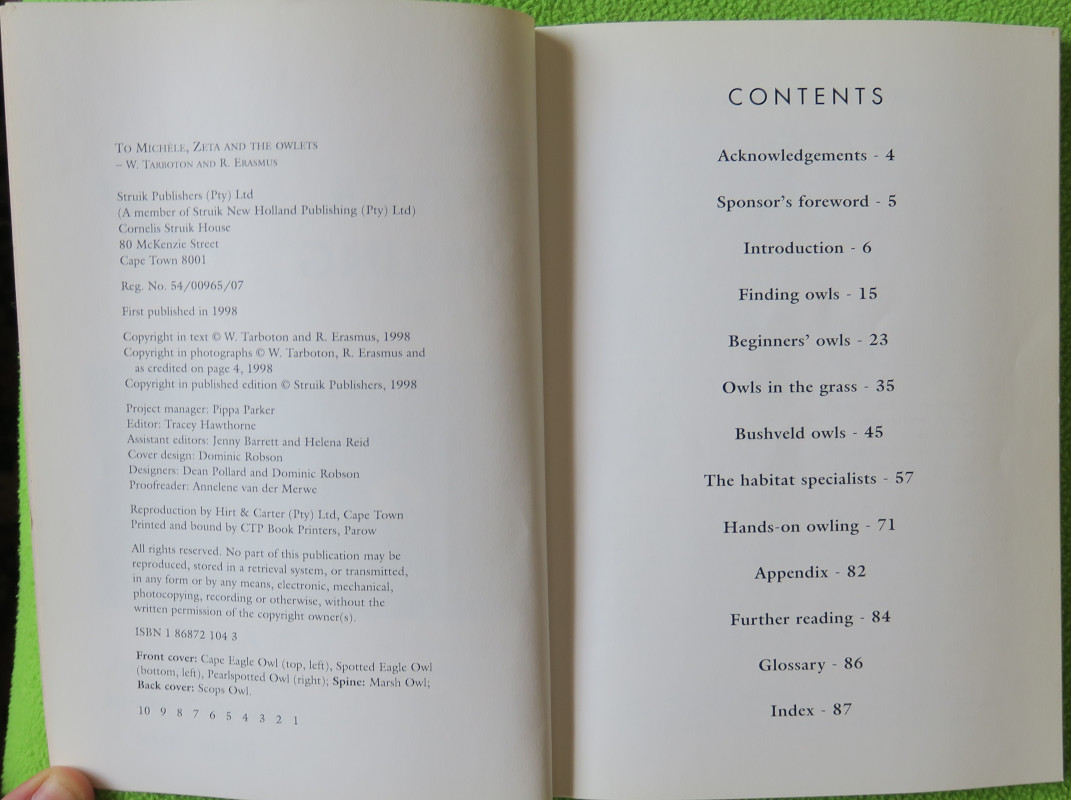 TO MICHÈLE, ZETA AND THE OWLETS
– W. TARBOTON AND R. ERASMUS
Struik Publishers (Pty) Ltd
(A member of Struik New Holland Publishing (Pty) Ltd)
Cornelis Struik House
80 McKenzie Street
Cape Town 8001
Reg. No. 54/00965/07
First published in 1998
Copyright in text © W. Tarboton and R. Erasmus, 1998
Copyright in photographs © W. Tarboton, R. Erasmus and
as credited on page 4, 1998
Copyright in published edition © Struik Publishers, 1998
Project manager: Pippa Parker
Editor: Tracey Hawthorne
Assistant editors: Jenny Barrett and Helena Reid
Cover design: Dominic Robson
Designers: Dean Pollard and Dominic Robson
Proofreader: Annelene van der Merwe
Reproduction by Hirt & Carter (Pty) Ltd, Cape Town
Printed and bound by CTP Book Printers, Parow
All rights reserved. No part of this publication may be
reproduced, stored in a retrieval system, or transmitted,
in any form or by any means, electronic, mechanical,
photocopying, recording or otherwise, without the
written permission of the copyright owner(s).
ISBN 1 86872 104 3
Front cover: Cape Eagle Owl (top, left), Spotted Eagle Owl
(bottom, left), Pearlspotted Owl (right); Spine: Marsh Owl;
Back cover: Scops Owl.
10 9 8 7 6 5 4 3 2 1
CONTENTS
Acknowledgements - 4
Sponsor's foreword - 5
Introduction - 6
Finding owls - 15
Beginners' owls - 23
Owls in the grass - 35
Bushveld owls - 45
The habitat specialists - 57
Hands-on owling - 71
Appendix - 82
Further reading - 84
Glossary - 86
Index - 87